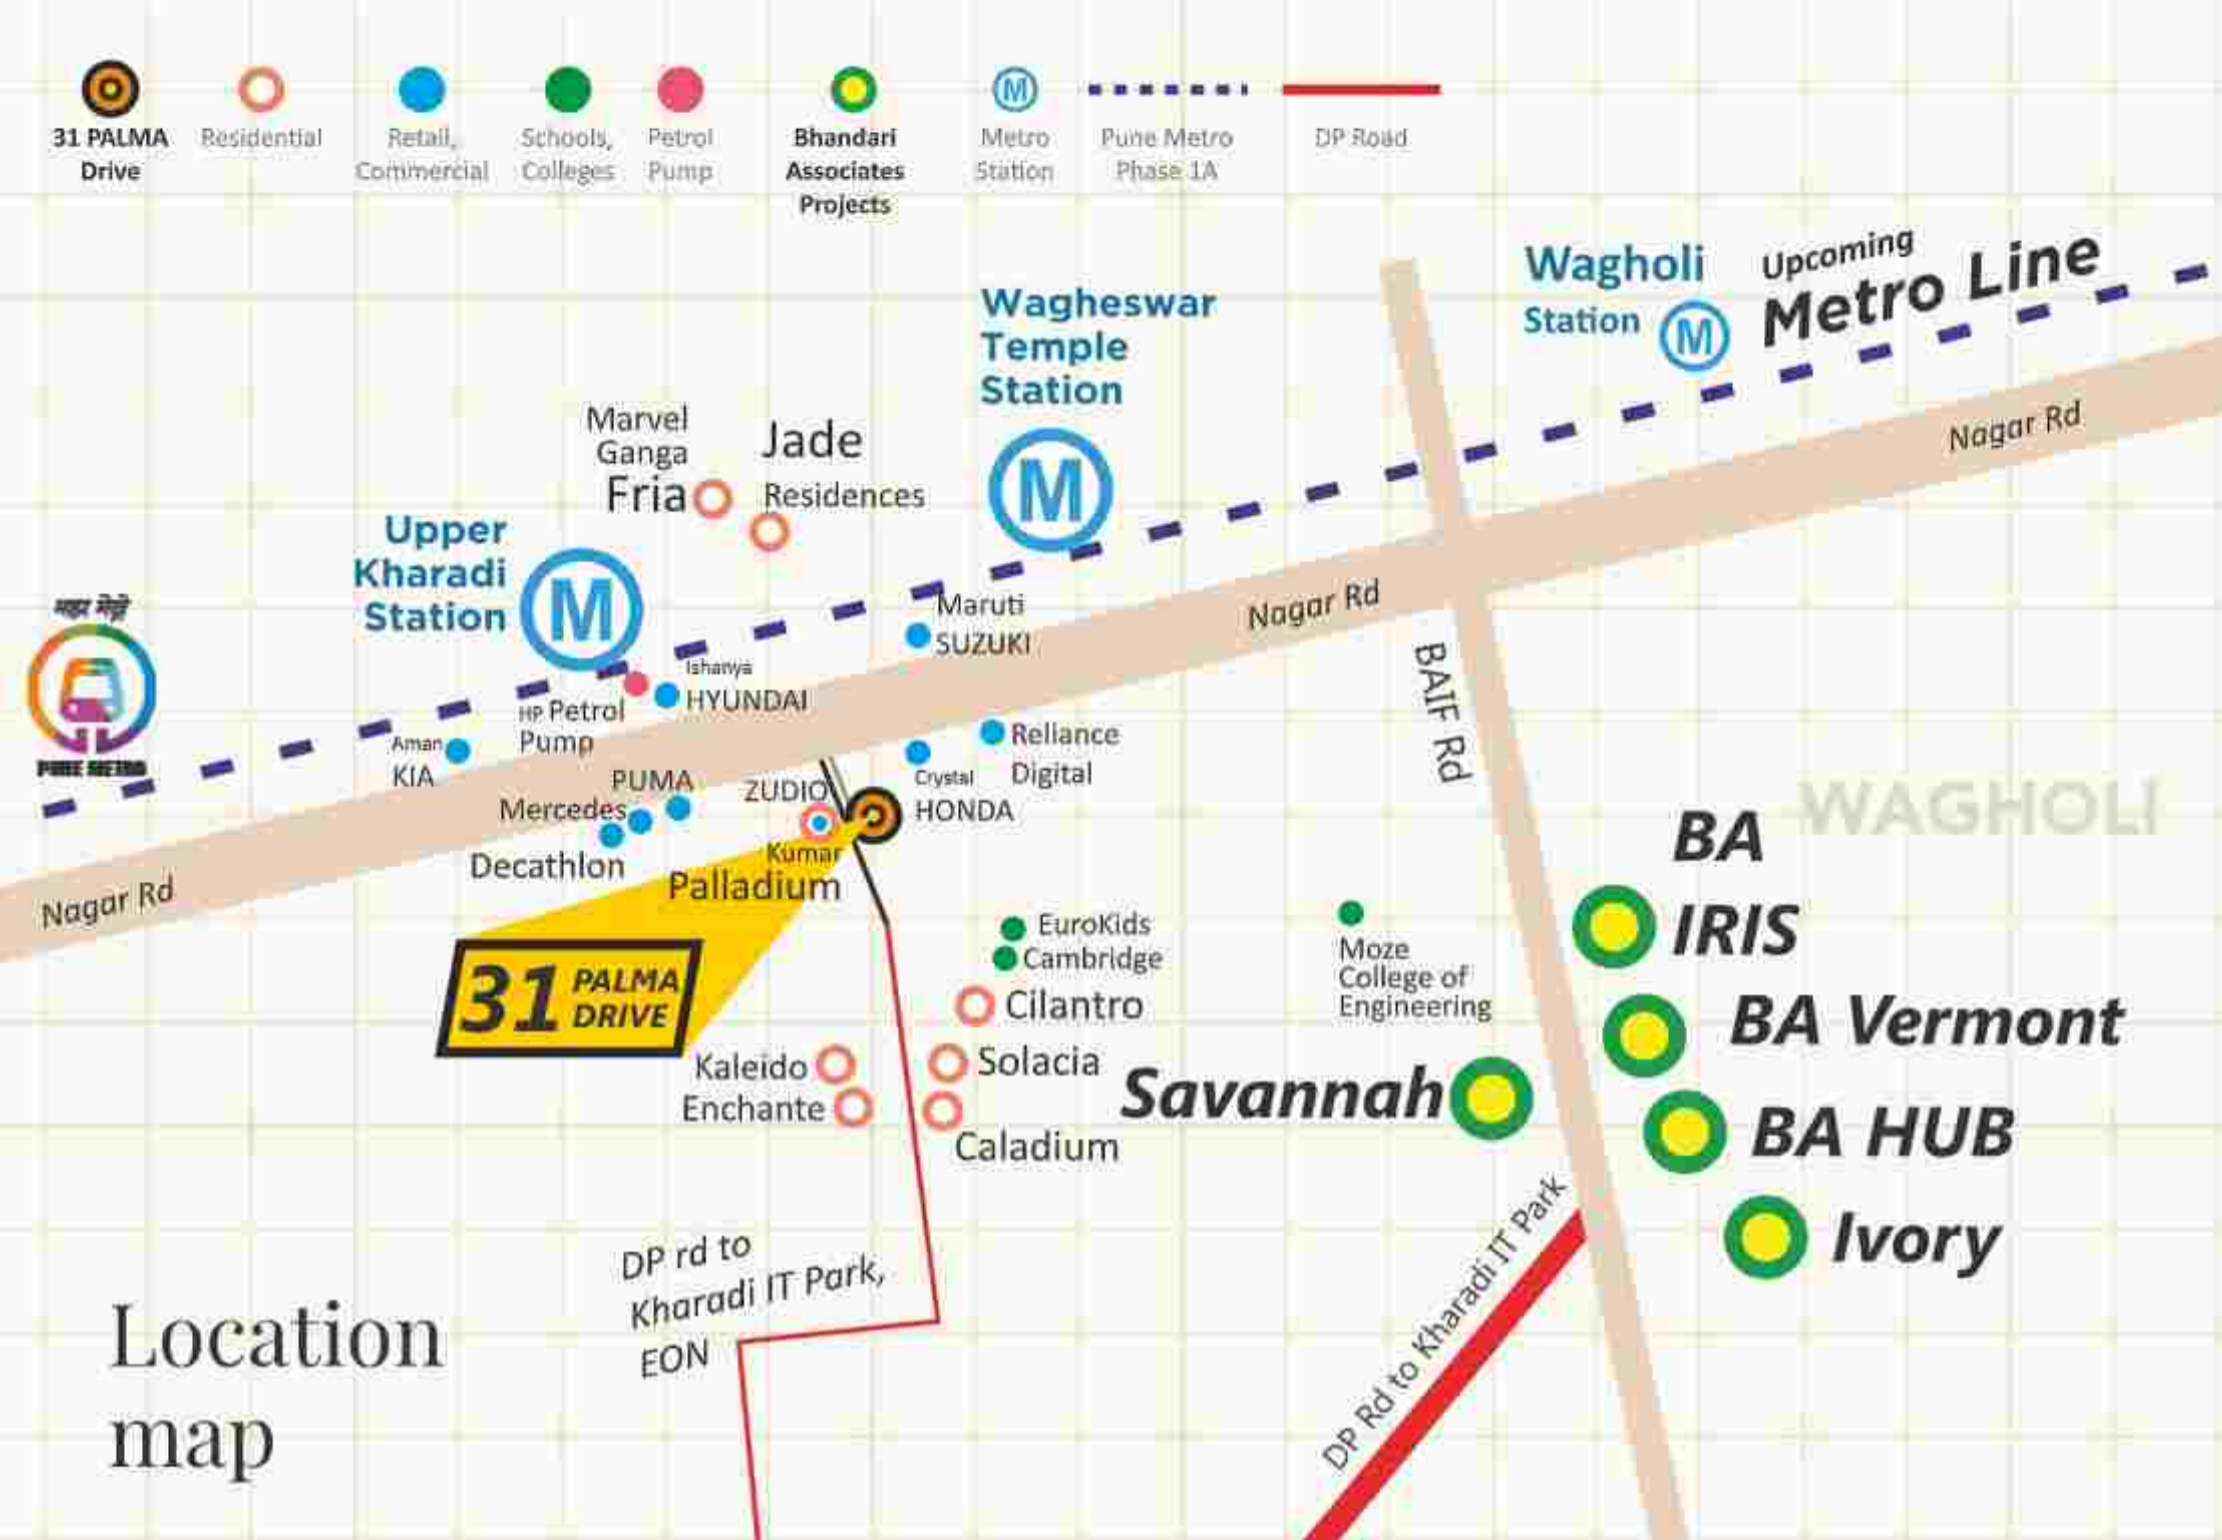 31 PALMA
Drive
Residential
Retail,
Commercial
Schools,
Colleges
Petrol
Pump
Bhandari
Associates
Projects
M
Metro
Station
Pune Metro
Phase 1A
DP Road
Wagholi
Station
M
Upcoming
Metro Line
Wagheswar
Temple
Station
M
Marvel
Ganga
Fria
Jade
Residences
Upper
Kharadi
Station
M
Nagar Rd
Nagar Rd
Maruti
SUZUKI
PUNE METRO
Ishanya
HYUNDAI
HP Petrol
Pump
Aman
KIA
BAIF Rd
Reliance
Digital
Crystal
HONDA
PUMA
ZUDIO
Mercedes
Decathlon
Kumar
Palladium
Nagar Rd
WAGHOLI
BA
IRIS
31 PALMA
DRIVE
EuroKids
Cambridge
Cilantro
Moze
College of
Engineering
BA Vermont
Kaleido
Solacia
Enchante
Caladium
Savannah
BA HUB
Ivory
DP rd to
Kharadi IT Park,
EON
DP Rd to Kharadi IT Park
Location
map